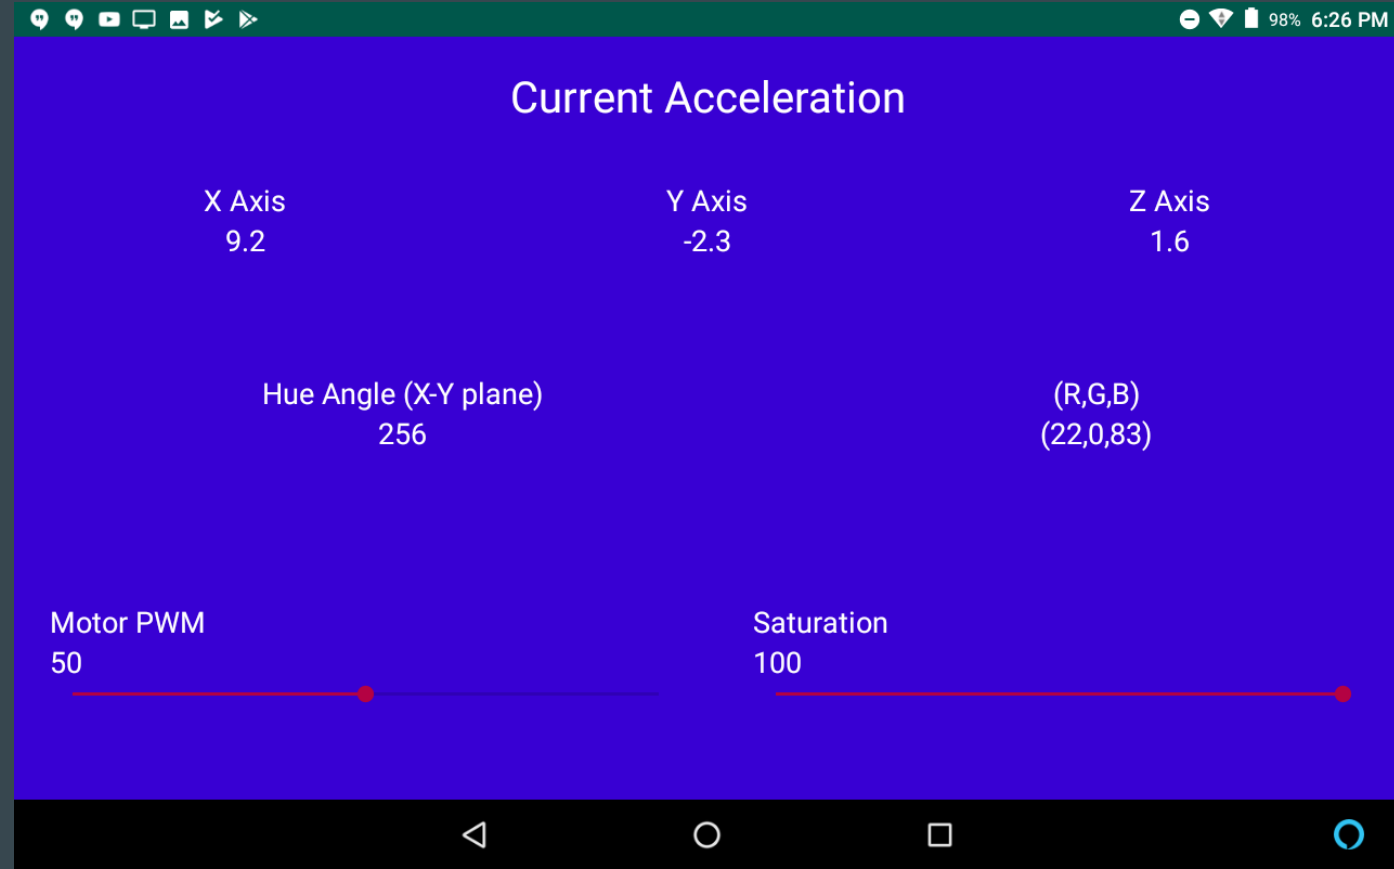 98% 6:26 PM
Current Acceleration
X Axis
9.2
Y Axis
-2.3
Z Axis
1.6
Hue Angle (X-Y plane)
256
(R,G,B)
(22,0,83)
Motor PWM
50
Saturation
100